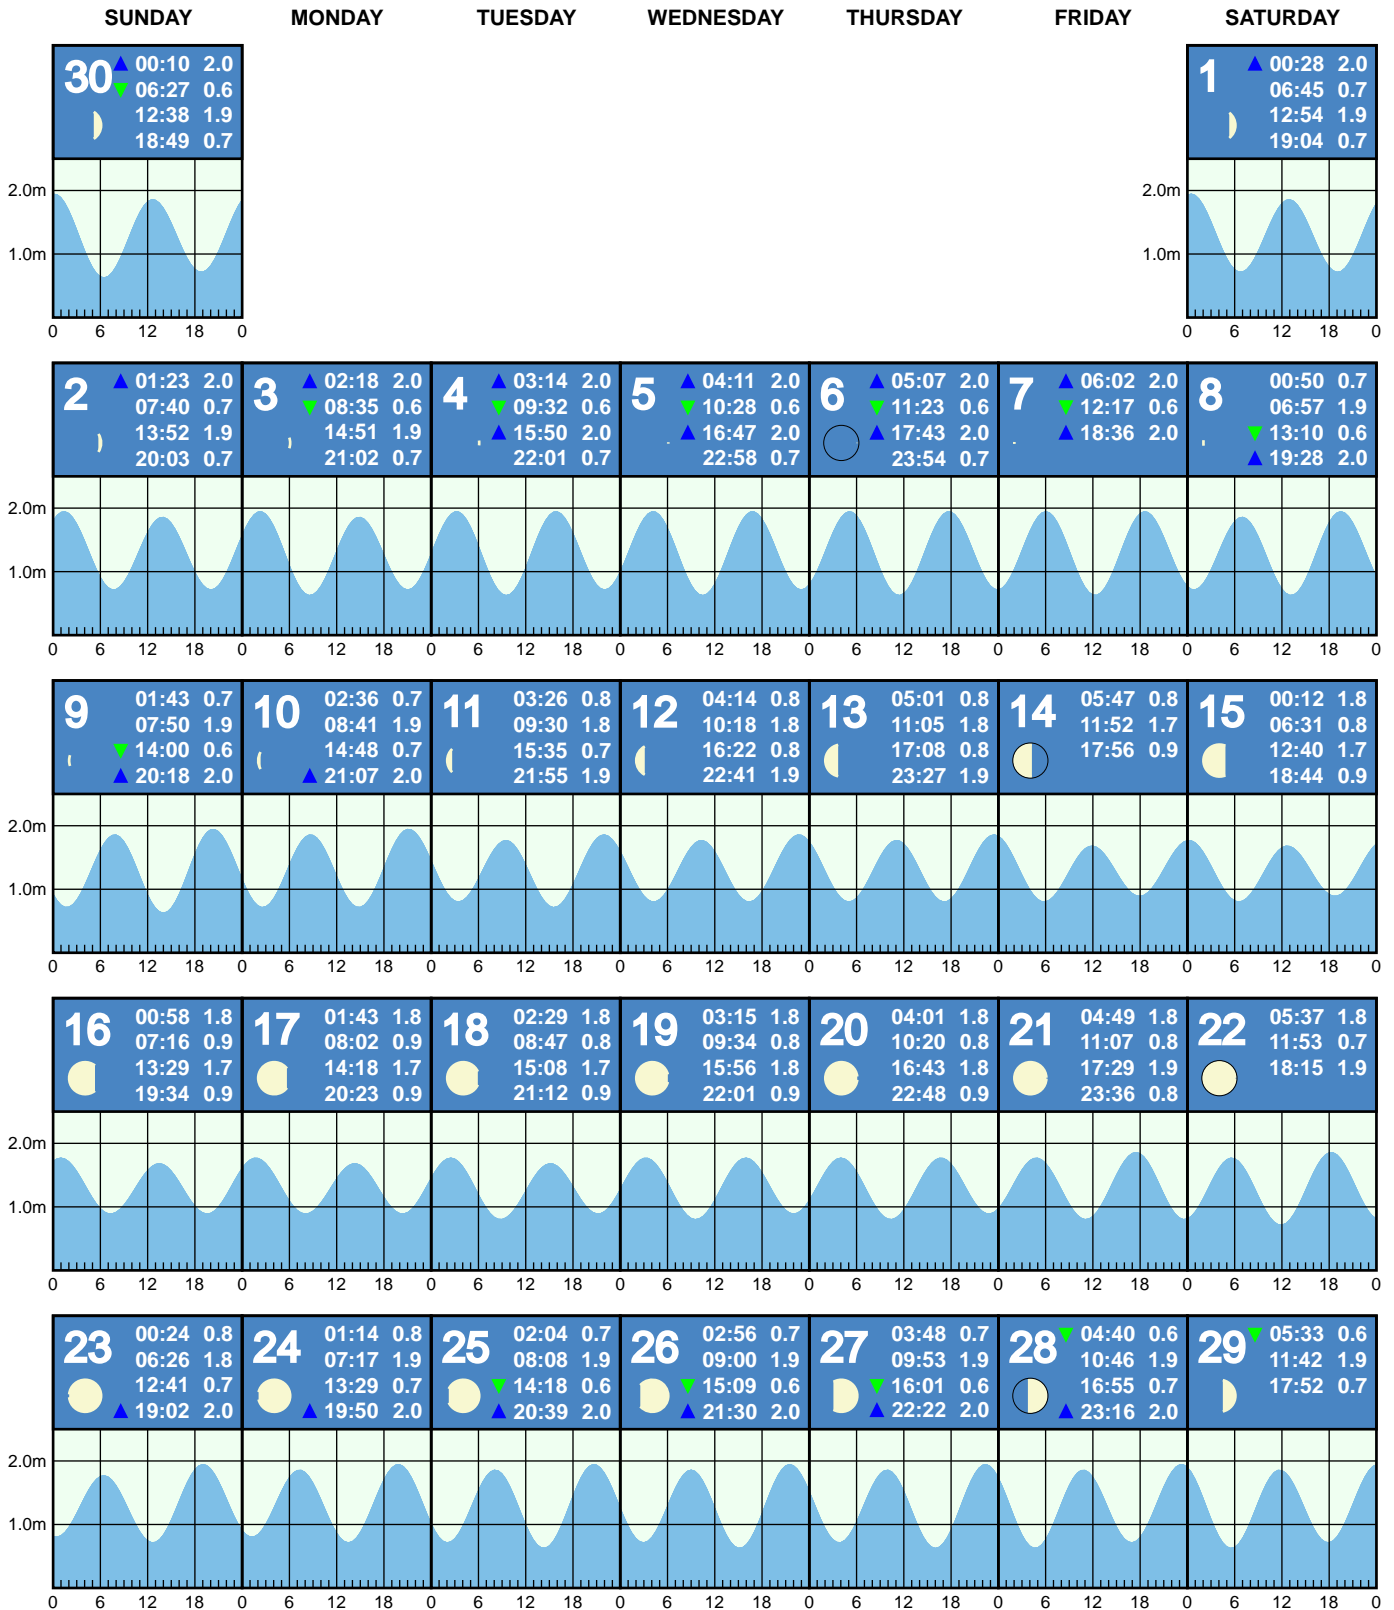 SUNDAY MONDAY TUESDAY WEDNESDAY THURSDAY FRIDAY SATURDAY
30 00:10 2.0
06:27 0.6
12:38 1.9
18:49 0.7
2.0m
1.0m
0 6 12 18 0
1 00:28 2.0
06:45 0.7
12:54 1.9
19:04 0.7
2.0m
1.0m
0 6 12 18 0
2 01:23 2.0
07:40 0.7
13:52 1.9
20:03 0.7
3 02:18 2.0
08:35 0.6
14:51 1.9
21:02 0.7
4 03:14 2.0
09:32 0.6
15:50 2.0
22:01 0.7
5 04:11 2.0
10:28 0.6
16:47 2.0
22:58 0.7
6 05:07 2.0
11:23 0.6
17:43 2.0
23:54 0.7
7 06:02 2.0
12:17 0.6
18:36 2.0
8 00:50 0.7
06:57 1.9
13:10 0.6
19:28 2.0
2.0m
1.0m
0 6 12 18 0 6 12 18 0 6 12 18 0 6 12 18 0 6 12 18 0 6 12 18 0 6 12 18 0
9 01:43 0.7
07:50 1.9
14:00 0.6
20:18 2.0
10 02:36 0.7
08:41 1.9
14:48 0.7
21:07 2.0
11 03:26 0.8
09:30 1.8
15:35 0.7
21:55 1.9
12 04:14 0.8
10:18 1.8
16:22 0.8
22:41 1.9
13 05:01 0.8
11:05 1.8
17:08 0.8
23:27 1.9
14 05:47 0.8
11:52 1.7
17:56 0.9
15 00:12 1.8
06:31 0.8
12:40 1.7
18:44 0.9
2.0m
1.0m
0 6 12 18 0 6 12 18 0 6 12 18 0 6 12 18 0 6 12 18 0 6 12 18 0 6 12 18 0
16 00:58 1.8
07:16 0.9
13:29 1.7
19:34 0.9
17 01:43 1.8
08:02 0.9
14:18 1.7
20:23 0.9
18 02:29 1.8
08:47 0.8
15:08 1.7
21:12 0.9
19 03:15 1.8
09:34 0.8
15:56 1.8
22:01 0.9
20 04:01 1.8
10:20 0.8
16:43 1.8
22:48 0.9
21 04:49 1.8
11:07 0.8
17:29 1.9
23:36 0.8
22 05:37 1.8
11:53 0.7
18:15 1.9
2.0m
1.0m
0 6 12 18 0 6 12 18 0 6 12 18 0 6 12 18 0 6 12 18 0 6 12 18 0 6 12 18 0
23 00:24 0.8
06:26 1.8
12:41 0.7
19:02 2.0
24 01:14 0.8
07:17 1.9
13:29 0.7
19:50 2.0
25 02:04 0.7
08:08 1.9
14:18 0.6
20:39 2.0
26 02:56 0.7
09:00 1.9
15:09 0.6
21:30 2.0
27 03:48 0.7
09:53 1.9
16:01 0.6
22:22 2.0
28 04:40 0.6
10:46 1.9
16:55 0.7
23:16 2.0
29 05:33 0.6
11:42 1.9
17:52 0.7
2.0m
1.0m
0 6 12 18 0 6 12 18 0 6 12 18 0 6 12 18 0 6 12 18 0 6 12 18 0 6 12 18 0